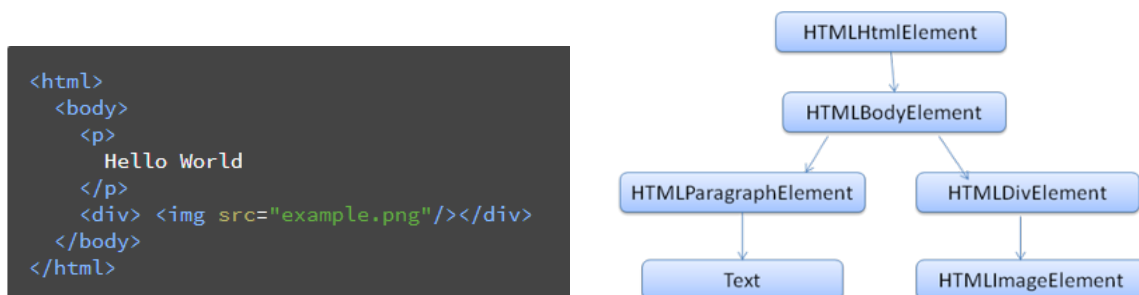 <html>
<body>
<p>
Hello World
</p>
<div> <img src="example.png"/></div>
</body>
</html>
HTMLHtmlElement
HTMLBodyElement
HTMLParagraphElement
HTMLDivElement
Text
HTMLImageElement